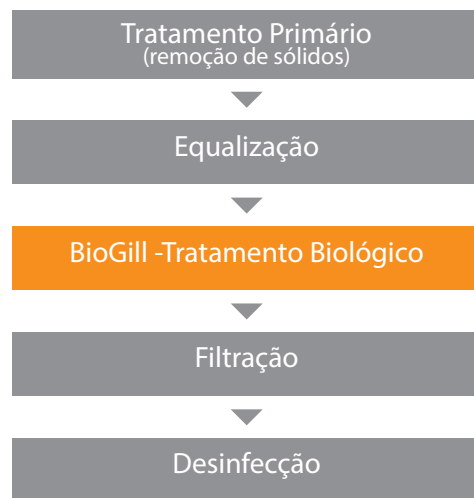 Tratamento Primário
(remoção de sólidos)
Equalização
BioGill -Tratamento Biológico
Filtração
Desinfecção